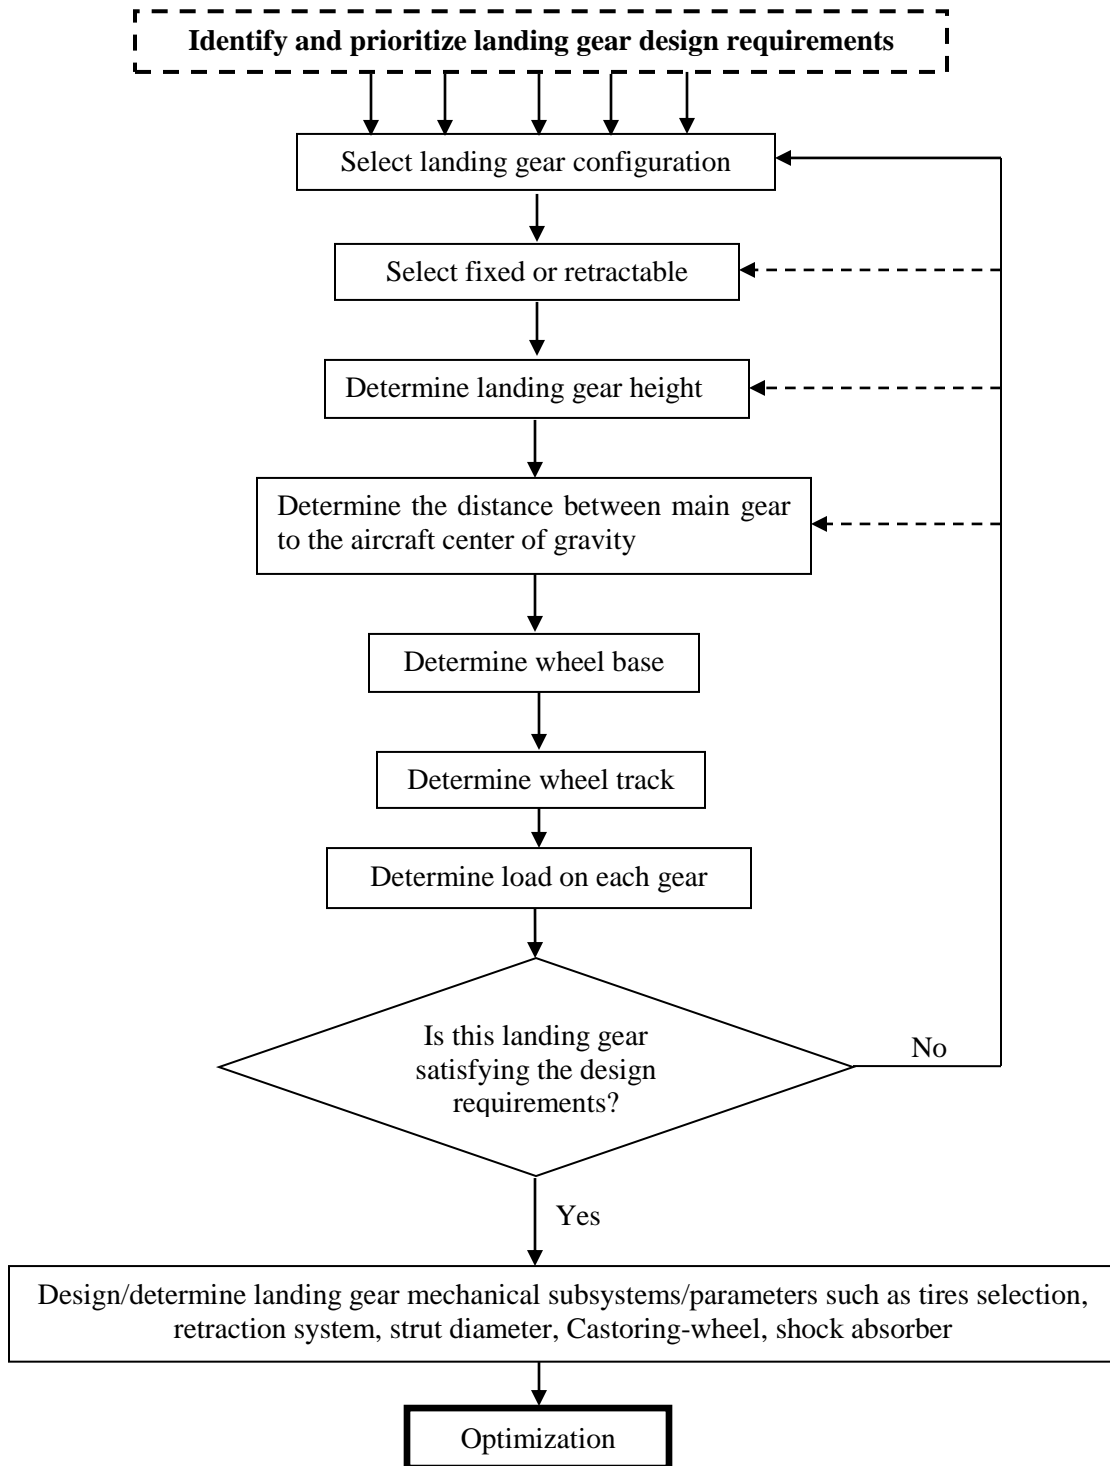 Identify and prioritize landing gear design requirements
Select landing gear configuration
Select fixed or retractable
Determine landing gear height
Determine the distance between main gear
to the aircraft center of gravity
Determine wheel base
Determine wheel track
Determine load on each gear
Is this landing gear
satisfying the design
requirements?
No
Yes
Design/determine landing gear mechanical subsystems/parameters such as tires selection,
retraction system, strut diameter, Castoring-wheel, shock absorber
Optimization